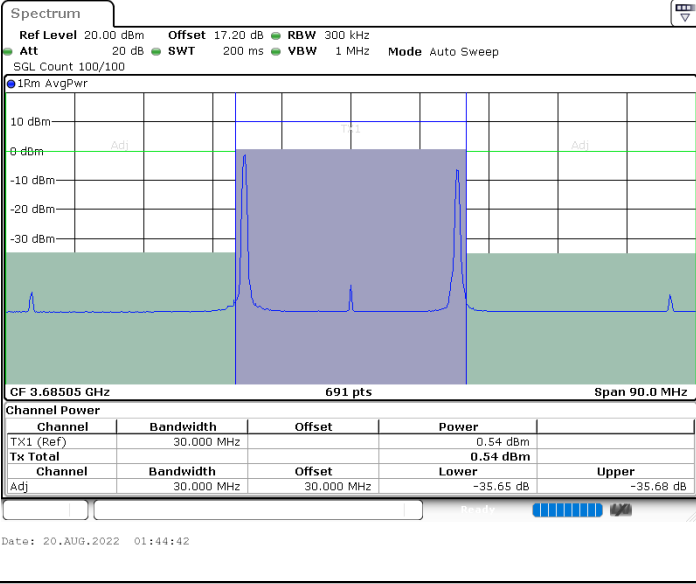 Spectrum
Ref Level 20.00 dBm Offset 17.20 dB RBW 300 kHz
Att 20 dB SWT 200 ms VBW 1 MHz Mode Auto Sweep
SGL Count 100/100
1Rm AvgPwr
10 dBm
TX1
Adj Adj
0 dBm
-10 dBm
-20 dBm
-30 dBm
CF 3.68505 GHz 691 pts Span 90.0 MHz
Channel Power
Channel Bandwidth Offset Power
TX1 (Ref) 30.000 MHz 0.54 dBm
Tx Total 0.54 dBm
Channel Bandwidth Offset Lower Upper
Adj 30.000 MHz 30.000 MHz -35.65 dB -35.68 dB
Ready
Date: 20.AUG.2022 01:44:42